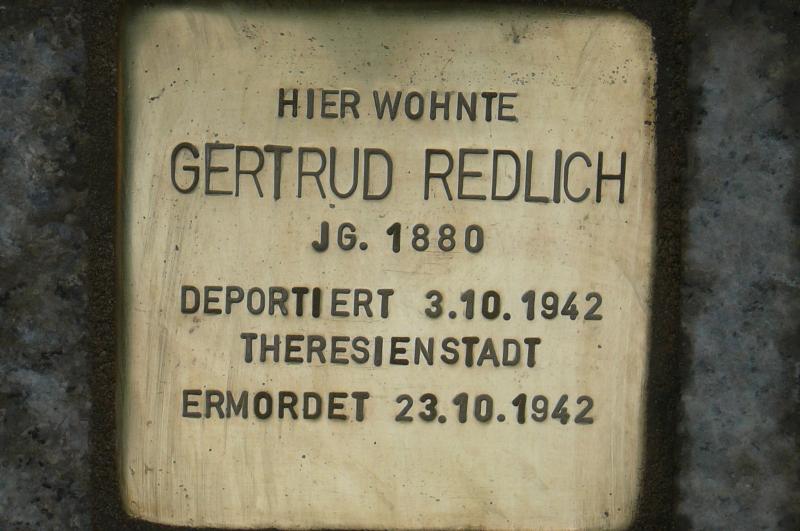 HIER WOHNTE
GERTRUD REDLICH
JG. 1880
DEPORTIERT 3.10.1942
THERESIENSTADT
ERMORDET 23.10.1942